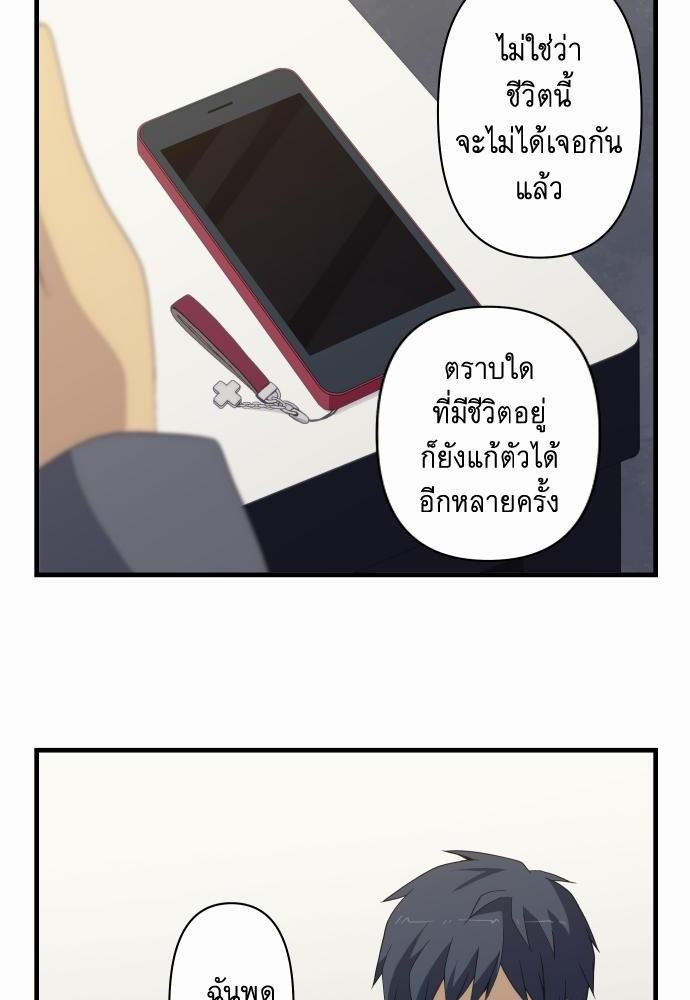 ไม่ใช่ว่า
ชีวิตนี้
จะไม่ได้เจอกัน
แล้ว
ตราบใด
ที่มีชีวิตอยู่
ก็ยังแก้ตัวได้
อีกหลายครั้ง
ฉันพูด